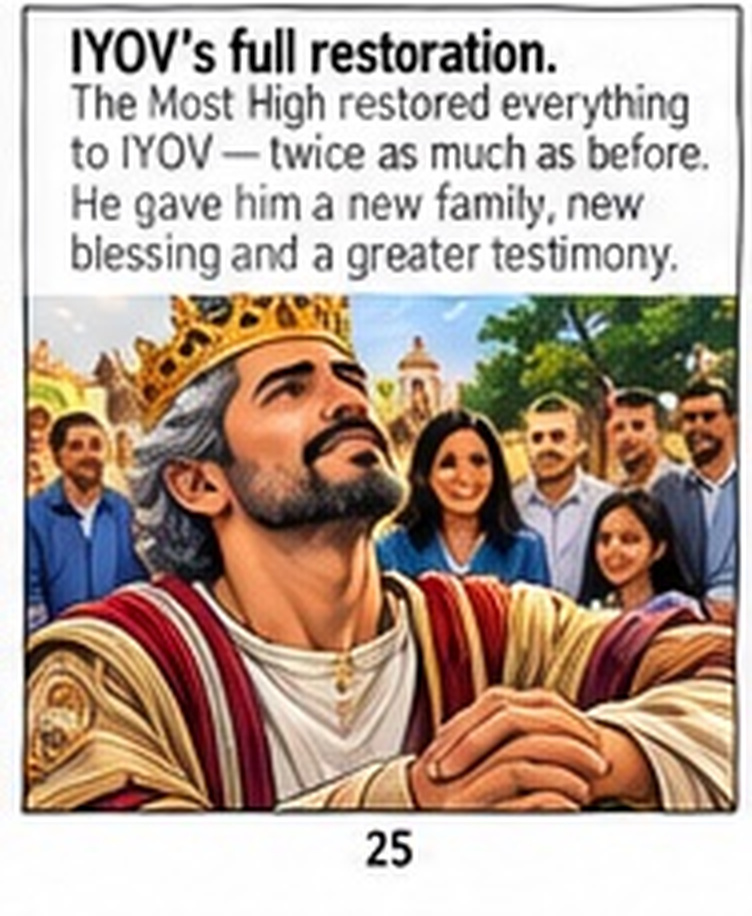 IYOV's full restoration.
The Most High restored everything
to IYOV — twice as much as before.
He gave him a new family, new
blessing and a greater testimony.
25